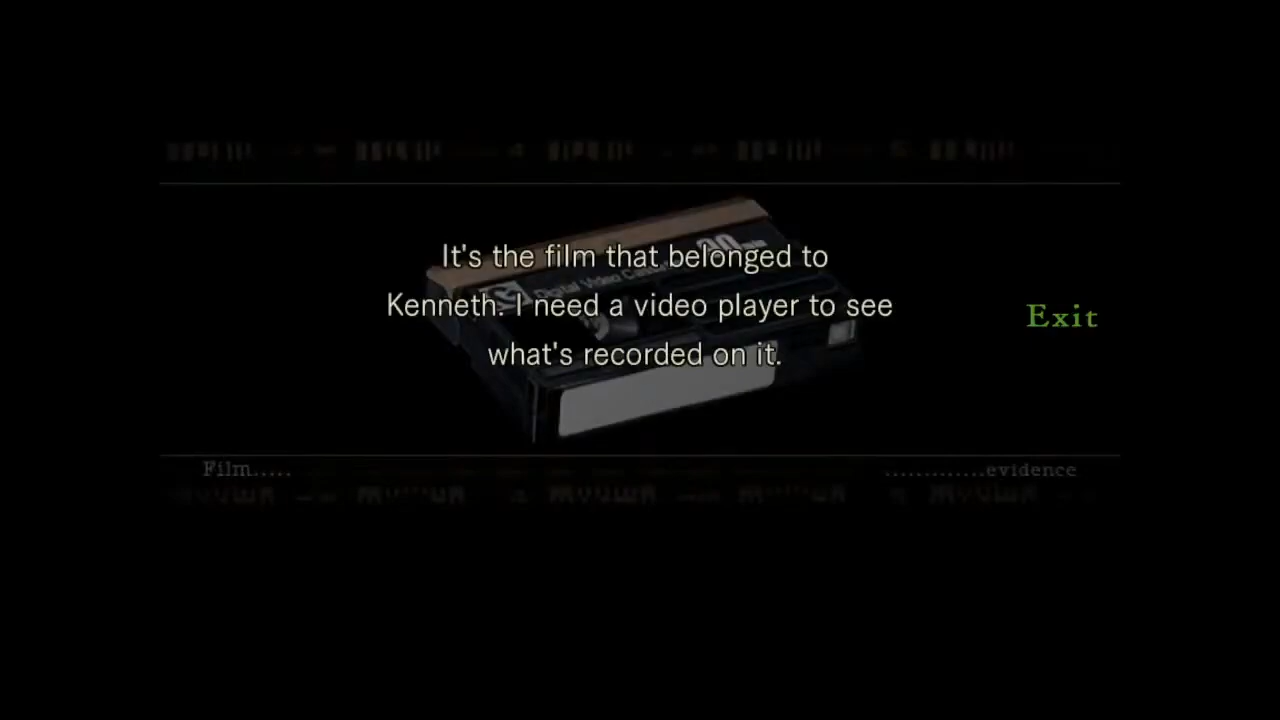 It's the film that belonged to
Kenneth. I need a video player to see
what's recorded on it.
Exit
Film.....
.............evidence